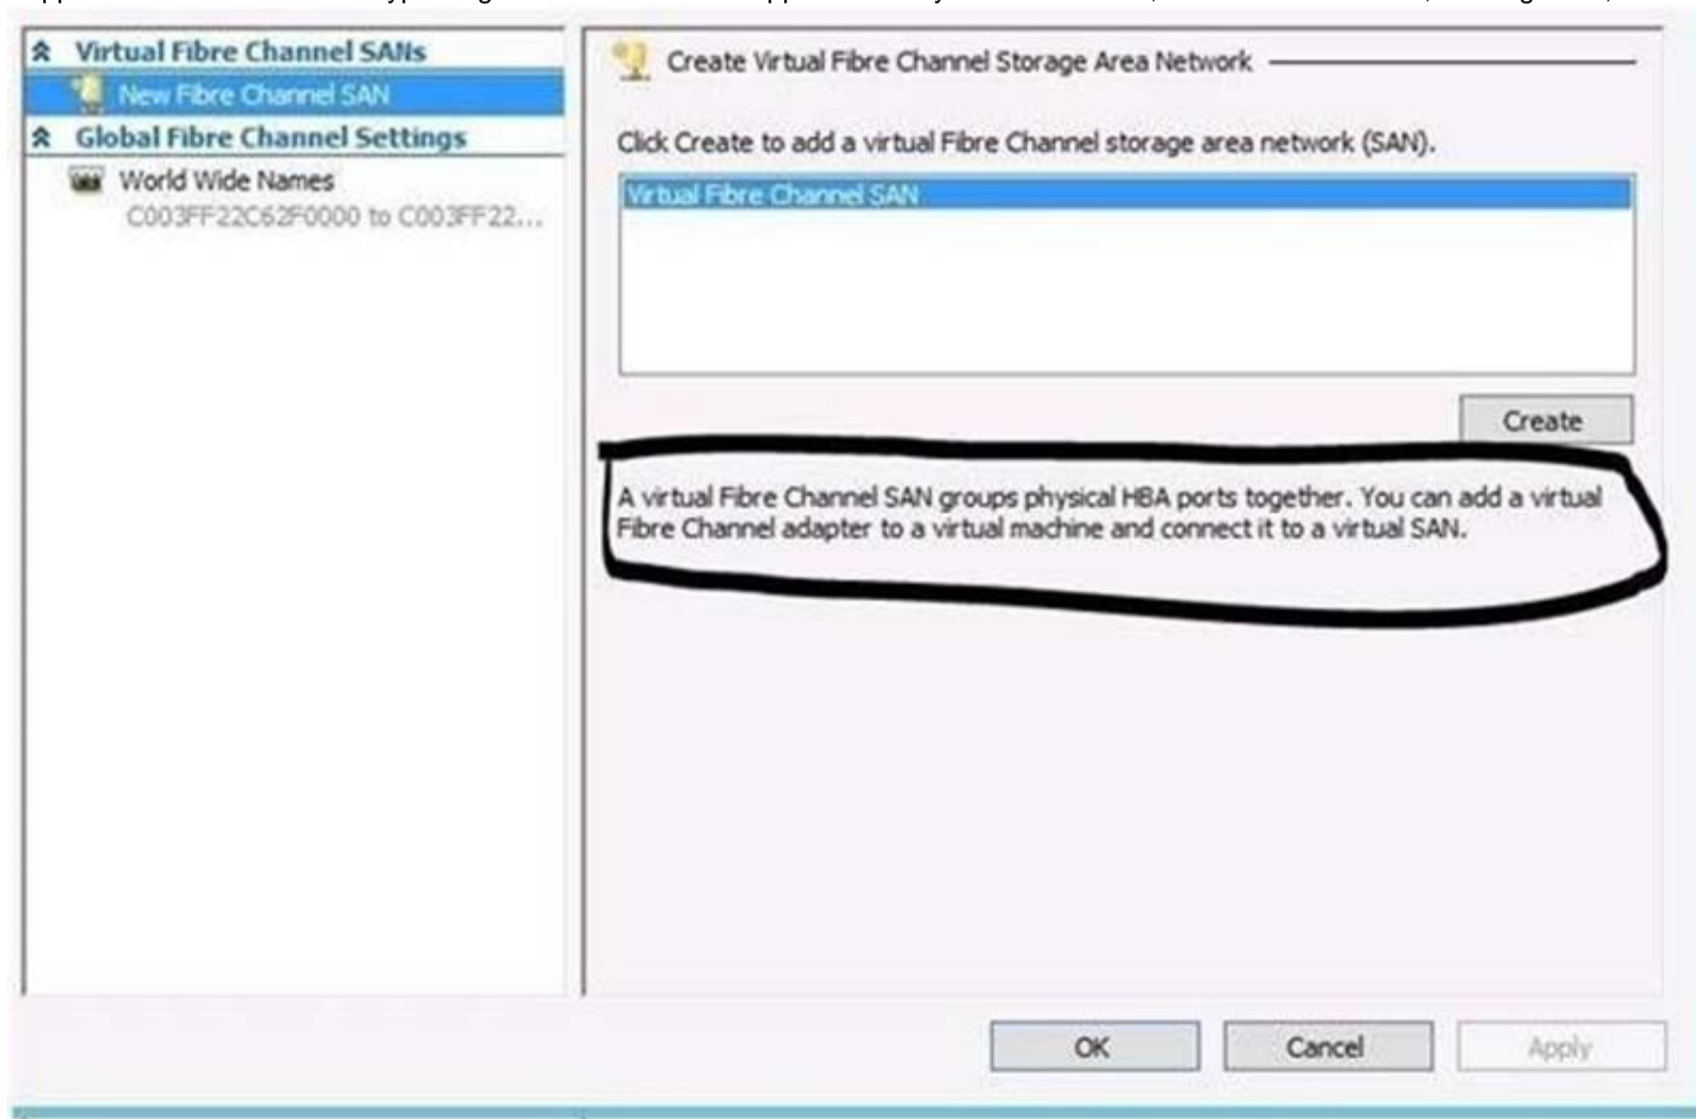 Virtual Fibre Channel SANs
New Fibre Channel SAN
Global Fibre Channel Settings
World Wide Names
C003FF22C62F0000 to C003FF22...
Create Virtual Fibre Channel Storage Area Network
Click Create to add a virtual Fibre Channel storage area network (SAN).
Virtual Fibre Channel SAN
Create
A virtual Fibre Channel SAN groups physical HBA ports together. You can add a virtual
Fibre Channel adapter to a virtual machine and connect it to a virtual SAN.
OK
Cancel
Apply